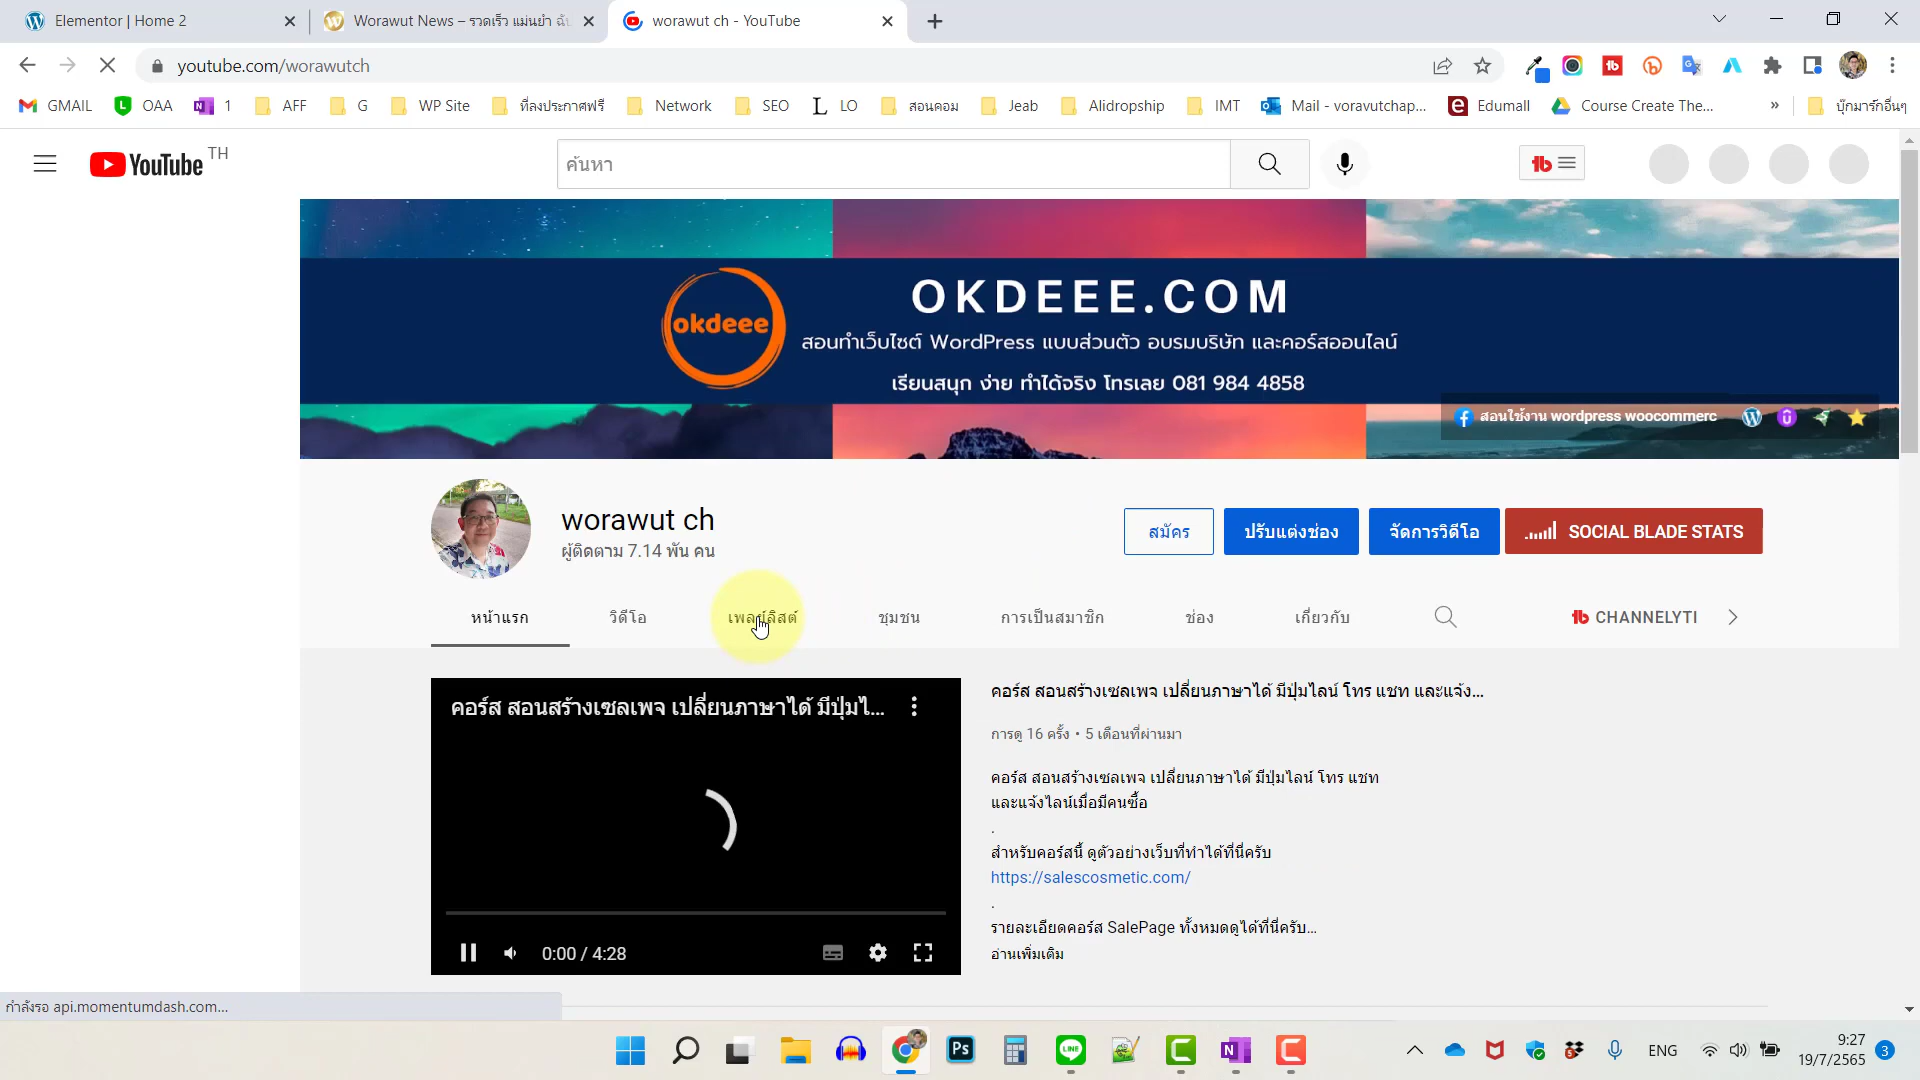 Elementor | Home 2
Worawut News – รวดเร็ว แม่นยำ ฉับ
worawut ch - YouTube
youtube.com/worawutch
GMAIL
OAA
1
AFF
G
WP Site
ที่ลงประกาศฟรี
Network
SEO
LO
สอนคอม
Jeab
Alidropship
IMT
Mail - voravutchap...
Edumall
Course Create The...
»
บุ๊กมาร์กอื่นๆ
YouTube TH
ค้นหา
OKDEEE.COM
okdeee
สอนทำเว็บไซต์ WordPress แบบส่วนตัว อบรมบริษัท และคอร์สออนไลน์
เรียนสนุก ง่าย ทำได้จริง โทรเลย 081 984 4858
สอนใช้งาน wordpress woocommerc
worawut ch
ผู้ติดตาม 7.14 พัน คน
สมัคร
ปรับแต่งช่อง
จัดการวิดีโอ
SOCIAL BLADE STATS
หน้าแรก
วิดีโอ
เพลย์ลิสต์
ชุมชน
การเป็นสมาชิก
ช่อง
เกี่ยวกับ
CHANNELYTI
คอร์ส สอนสร้างเซลเพจ เปลี่ยนภาษาได้ มีปุ่มไ...
0:00 / 4:28
คอร์ส สอนสร้างเซลเพจ เปลี่ยนภาษาได้ มีปุ่มไลน์ โทร แชท และแจ้ง...
การดู 16 ครั้ง • 5 เดือนที่ผ่านมา
คอร์ส สอนสร้างเซลเพจ เปลี่ยนภาษาได้ มีปุ่มไลน์ โทร แชท
และแจ้งไลน์เมื่อมีคนซื้อ
.
สำหรับคอร์สนี้ ดูตัวอย่างเว็บที่ทำได้ที่นี่ครับ
https://salescosmetic.com/
.
รายละเอียดคอร์ส SalePage ทั้งหมดดูได้ที่นี่ครับ...
อ่านเพิ่มเติม
กำลังรอ api.momentumdash.com...
Ps
LINE
ENG
9:27
19/7/2565
3